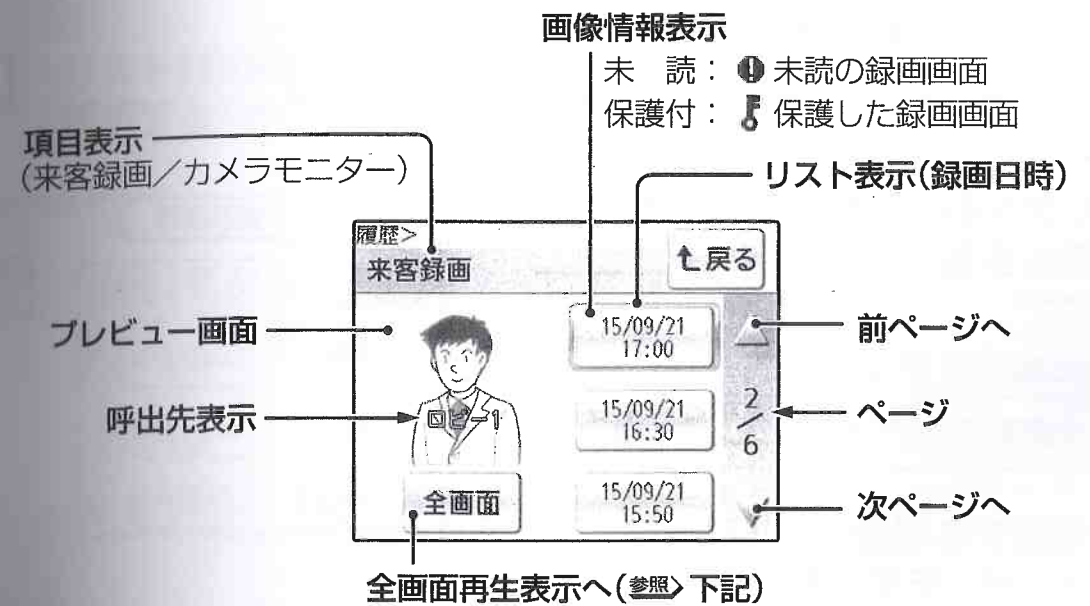 画像情報表示
未　読：❶未読の録画画面
保護付：保護した録画画面
項目表示
(来客録画／カメラモニター)
リスト表示(録画日時)
履歴>
来客録画
戻る
プレビュー画面
15/09/21
17:00
前ページへ
呼出先表示
ロビー1
15/09/21
16:30
2/6
ページ
全画面
15/09/21
15:50
次ページへ
全画面再生表示へ(参照>下記)